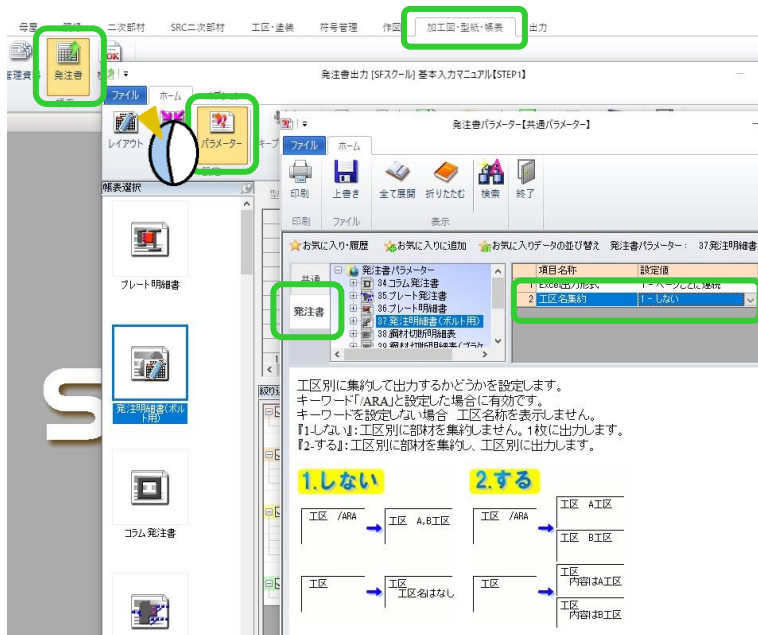 母屋
二次部材
SRC二次部材
工区・塗装
符号管理
作図
加工図・型紙・帳表
出力
発注書
発注書出力 [SFスクール] 基本入力マニュアル【STEP1】
ファイル
ホーム
レイアウト
パラメーター
帳表選択
プレート明細書
発注明細書(ボルト用)
コラム発注書
発注書パラメーター【共通パラメーター】
ファイル
ホーム
印刷
上書き
全て展開
折りたたむ
検索
終了
印刷
ファイル
表示
お気に入り・履歴
お気に入りに追加
お気に入りデータの並び替え
発注書パラメーター :
37.発注明細書
共通
発注書
発注書パラメーター
34.コラム発注書
35.プレート発注書
36.プレート明細書
37.発注明細書(ボルト用)
38.鋼材切断明細表
39.鋼材切断明細表(ブラケ
項目名称
設定値
1 Excel出力形式
1 - ページごとに連続
2 工区名集約
1 - しない
工区別に集約して出力するかどうかを設定します。
キーワード「/ARA」と設定した場合に有効です。
キーワードを設定しない場合 工区名称を表示しません。
『1-しない』:工区別に部材を集約しません。1枚に出力します。
『2-する』:工区別に部材を集約し、工区別に出力します。
1.しない
2.する
工区 /ARA
工区 A,B工区
工区 /ARA
工区 A工区
工区 B工区
工区
工区
工区名はなし
工区
工区
内容はA工区
工区
内容はB工区